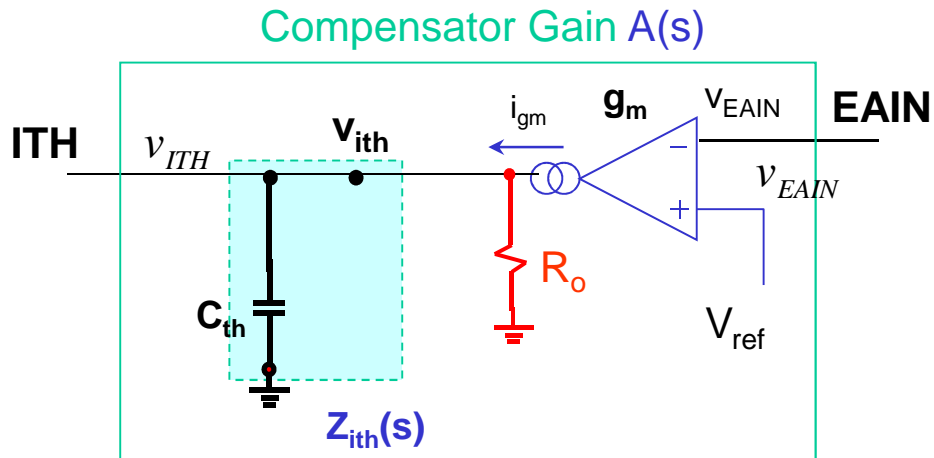 Compensator Gain A(s)
ITH
v_ITH
v_ith
i_gm
g_m
v_EAIN
EAIN
v_EAIN
−
+
R_o
C_th
V_ref
Z_ith(s)